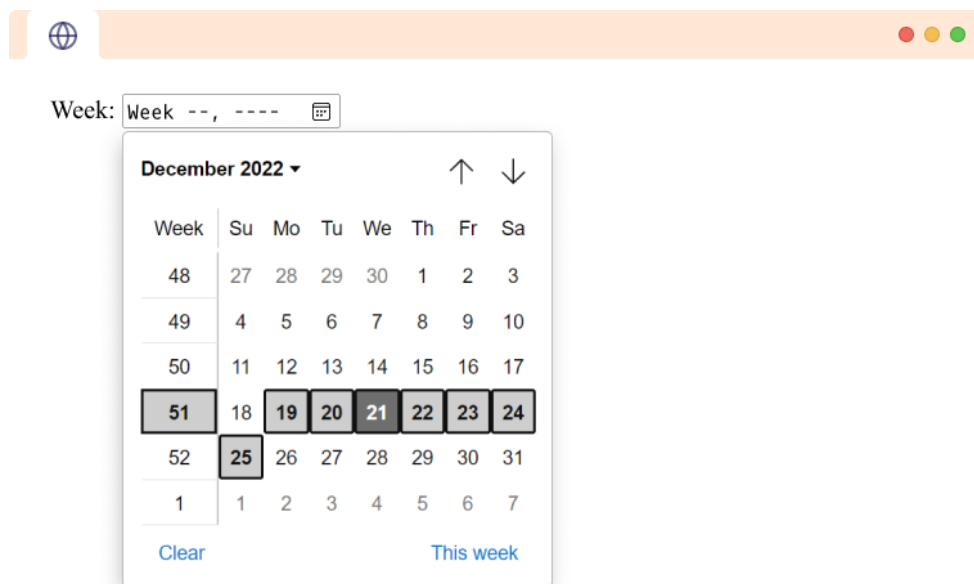 Week: Week --, ----
December 2022
Week Su Mo Tu We Th Fr Sa
48 27 28 29 30 1 2 3
49 4 5 6 7 8 9 10
50 11 12 13 14 15 16 17
51 18 19 20 21 22 23 24
52 25 26 27 28 29 30 31
1 1 2 3 4 5 6 7
Clear This week